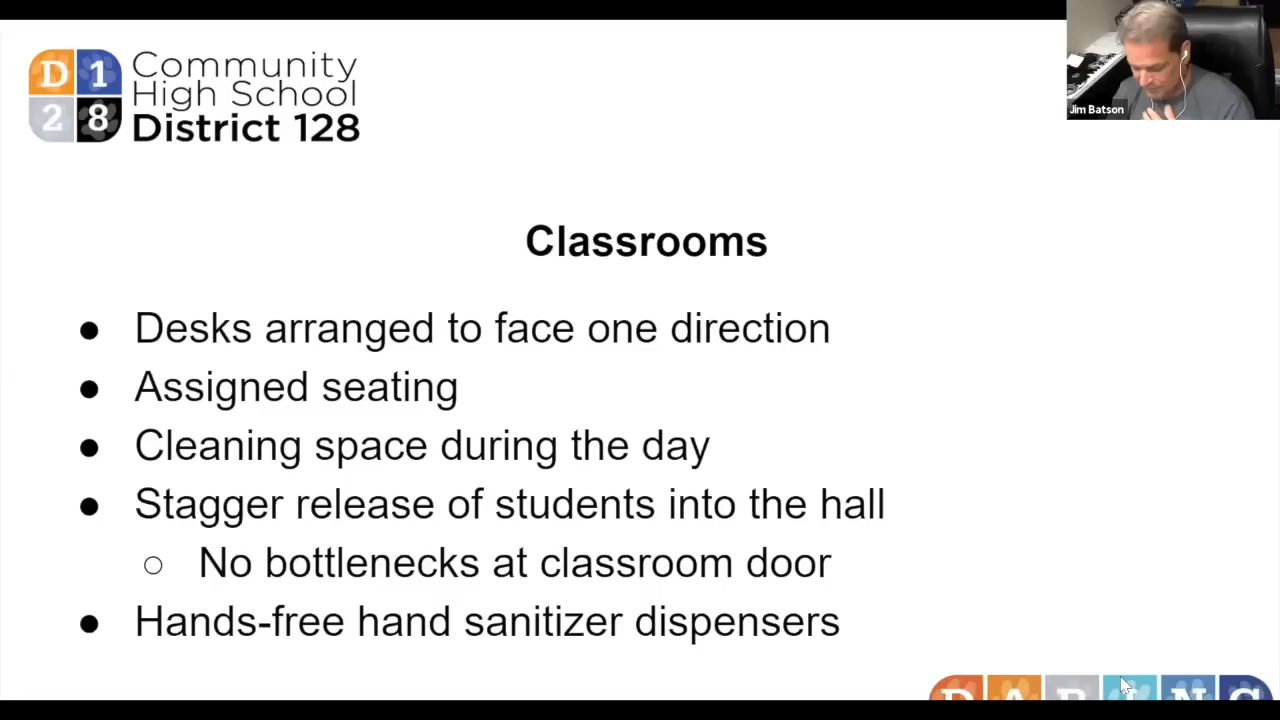 D 1
2 8
Community
High School
District 128
Jim Batson
Classrooms
● Desks arranged to face one direction
● Assigned seating
● Cleaning space during the day
● Stagger release of students into the hall
○ No bottlenecks at classroom door
● Hands-free hand sanitizer dispensers
DARING